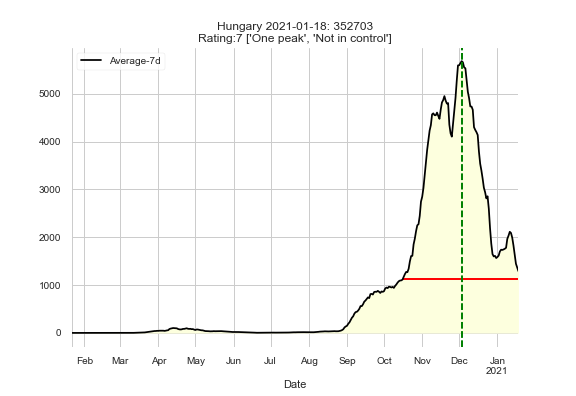 Hungary 2021-01-18: 352703
Rating:7 ['One peak', 'Not in control']
Average-7d
5000
4000
3000
2000
1000
0
Feb Mar Apr May Jun Jul Aug Sep Oct Nov Dec Jan
2021
Date